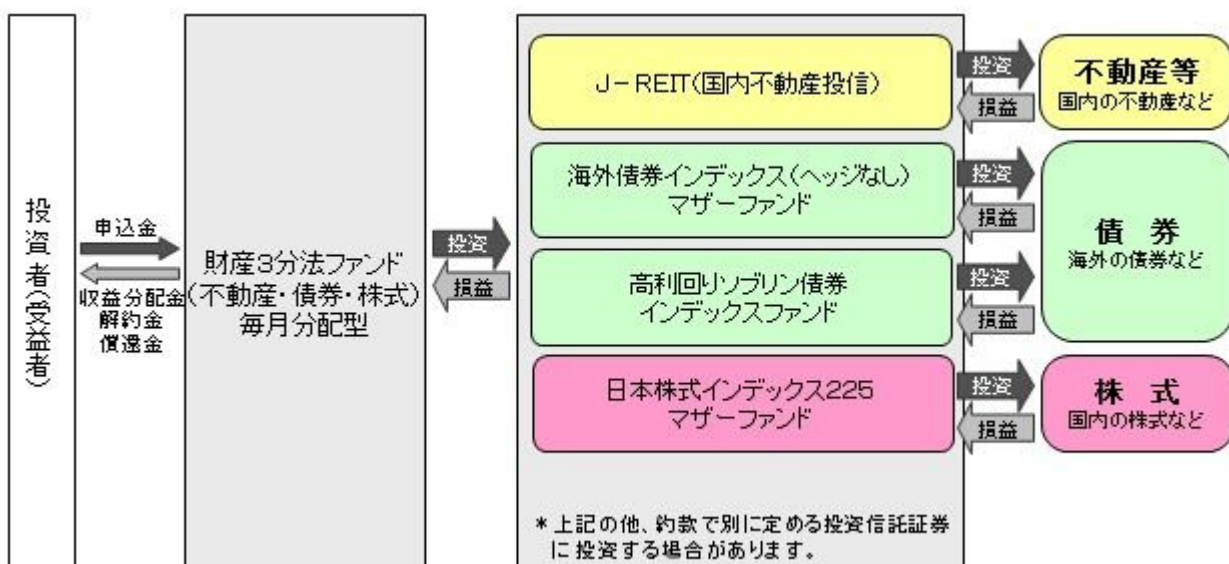 投資者(受益者)
申込金
収益分配金
解約金
償還金
財産3分法ファンド
(不動産・債券・株式)
毎月分配型
投資
損益
J-REIT(国内不動産投信)
投資
損益
不動産等
国内の不動産など
海外債券インデックス(ヘッジなし)
マザーファンド
投資
損益
高利回りソブリン債券
インデックスファンド
投資
損益
債 券
海外の債券など
日本株式インデックス225
マザーファンド
投資
損益
株 式
国内の株式など
*上記の他、約款で別に定める投資信託証券
に投資する場合があります。